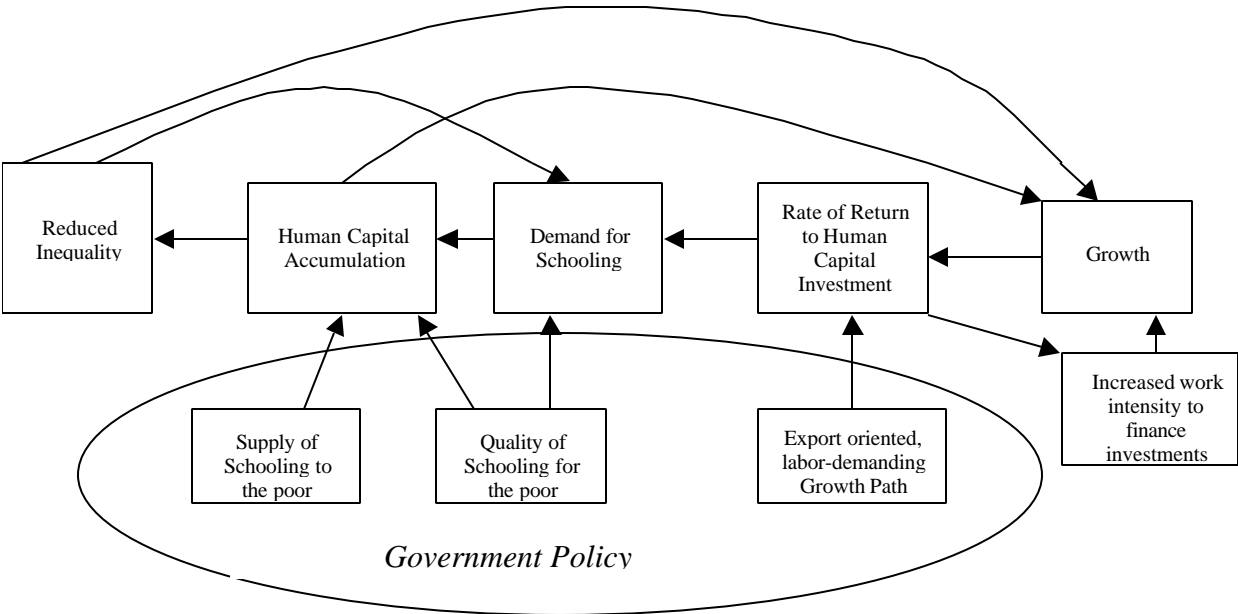 Reduced
Inequality
Human Capital
Accumulation
Demand for
Schooling
Rate of Return
to Human
Capital
Investment
Growth
Increased work
intensity to
finance
investments
Supply of
Schooling to
the poor
Quality of
Schooling for
the poor
Export oriented,
labor-demanding
Growth Path
Government Policy